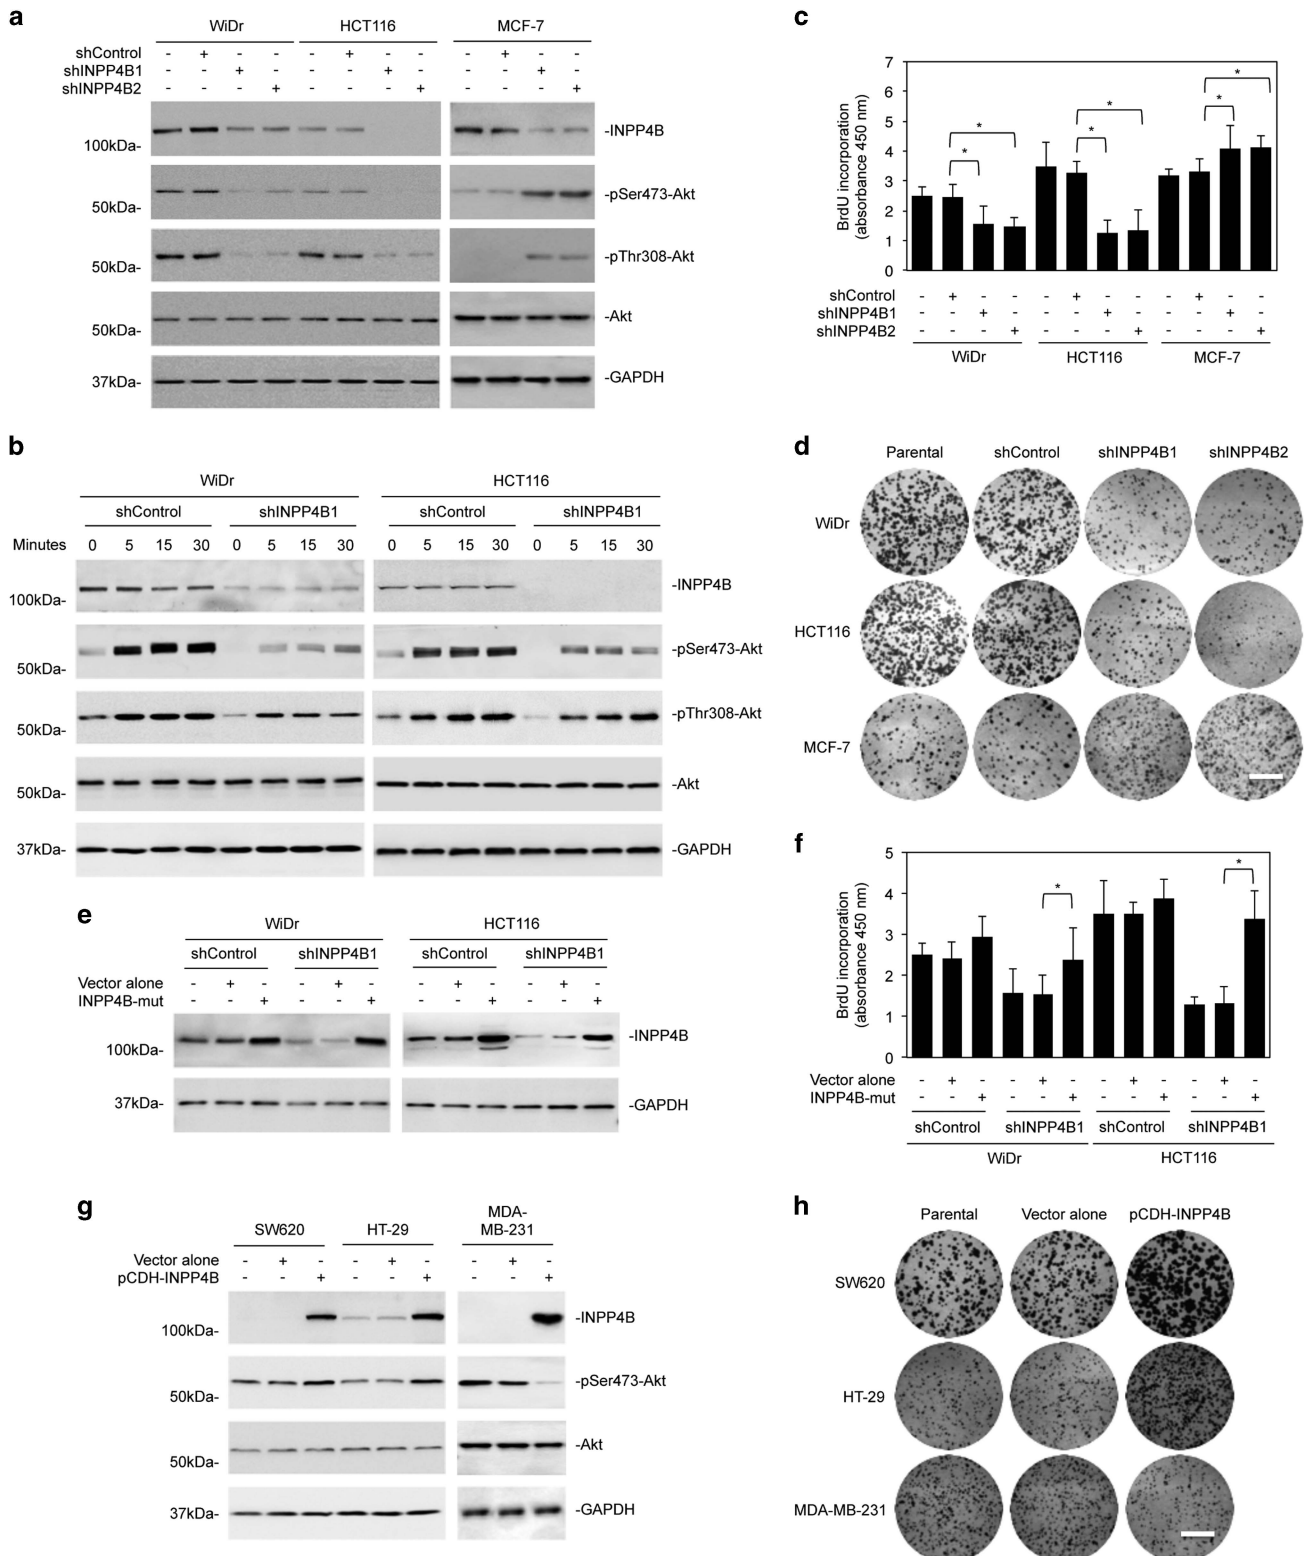 a
WiDr HCT116 MCF-7
shControl - + - - - + - - - + - -
shINPP4B1 - - + - - - + - - - + -
shINPP4B2 - - - + - - - + - - - +
100kDa- -INPP4B
50kDa- -pSer473-Akt
50kDa- -pThr308-Akt
50kDa- -Akt
37kDa- -GAPDH
b
WiDr HCT116
shControl shINPP4B1 shControl shINPP4B1
Minutes 0 5 15 30 0 5 15 30 0 5 15 30 0 5 15 30
100kDa- -INPP4B
50kDa- -pSer473-Akt
50kDa- -pThr308-Akt
50kDa- -Akt
37kDa- -GAPDH
c
BrdU incorporation
(absorbance 450 nm)
7
6
5
4
3
2
1
0
* * * * * *
shControl - + - - - + - - - + - -
shINPP4B1 - - + - - - + - - - + -
shINPP4B2 - - - + - - - + - - - +
WiDr HCT116 MCF-7
d
Parental shControl shINPP4B1 shINPP4B2
WiDr
HCT116
MCF-7
e
WiDr HCT116
shControl shINPP4B1 shControl shINPP4B1
Vector alone - + - - + - - + - - + -
INPP4B-mut - - + - - + - - + - - +
100kDa- -INPP4B
37kDa- -GAPDH
f
BrdU incorporation
(absorbance 450 nm)
5
4
3
2
1
0
* *
Vector alone - + - - + - - + - - + -
INPP4B-mut - - + - - + - - + - - +
shControl shINPP4B1 shControl shINPP4B1
WiDr HCT116
g
SW620 HT-29 MDA-
MB-231
Vector alone - + - - + - - + -
pCDH-INPP4B - - + - - + - - +
100kDa- -INPP4B
50kDa- -pSer473-Akt
50kDa- -Akt
37kDa- -GAPDH
h
Parental Vector alone pCDH-INPP4B
SW620
HT-29
MDA-MB-231